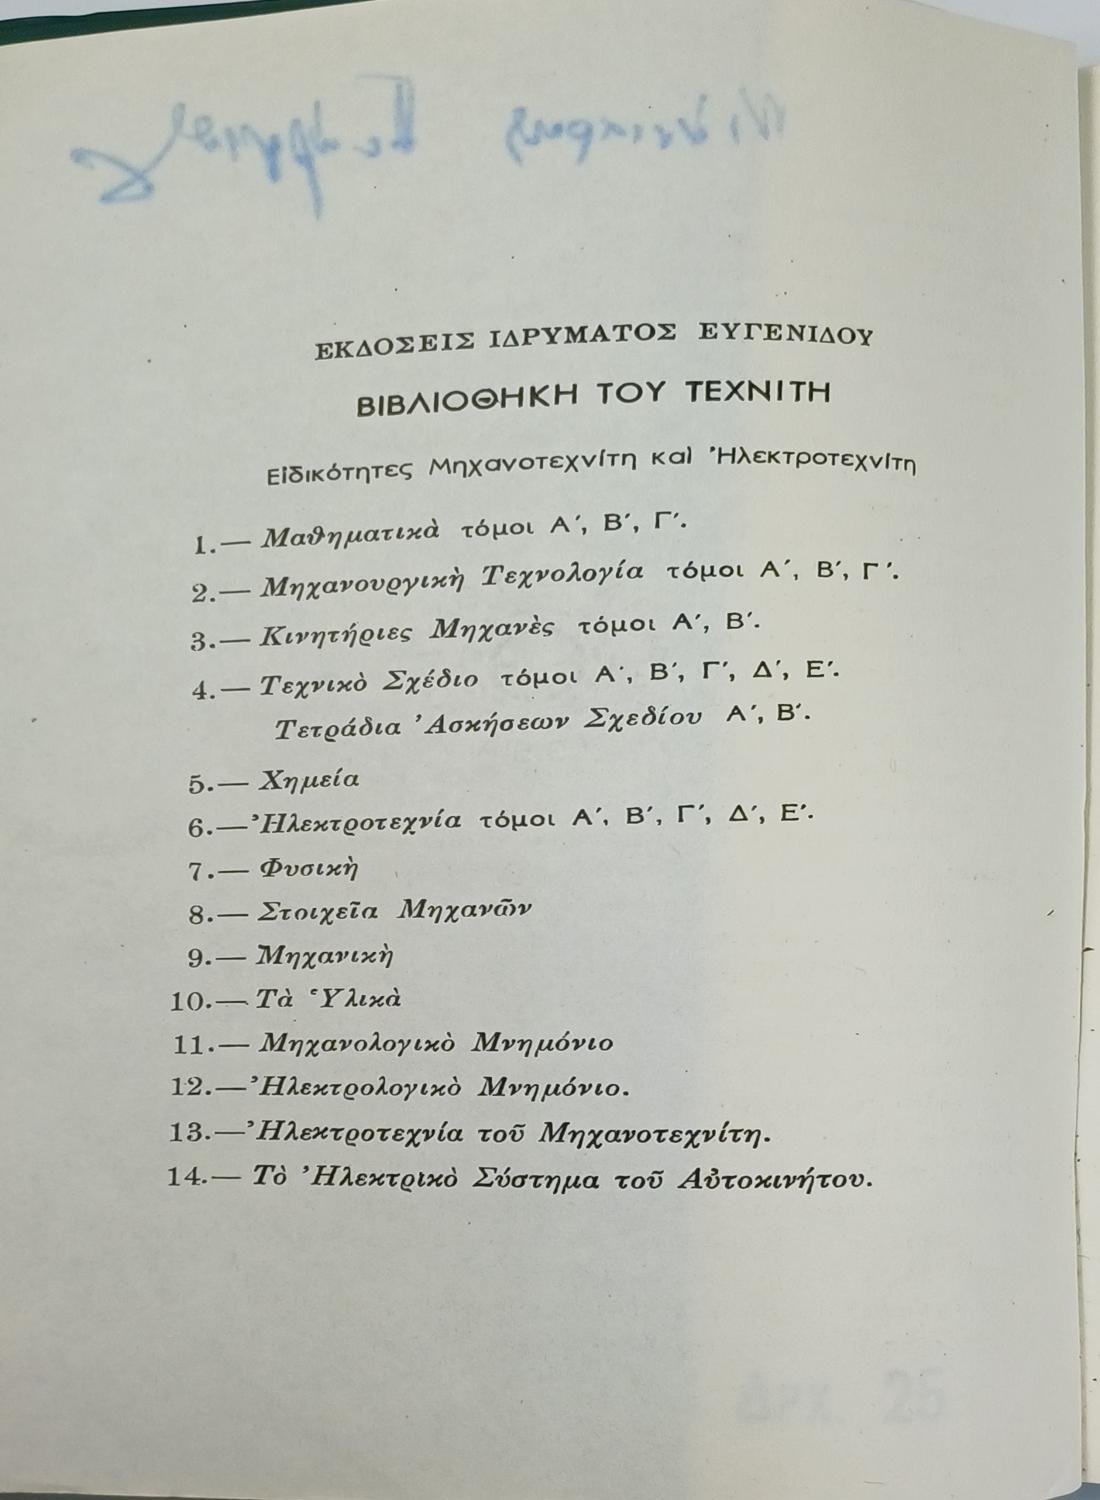 ΕΚΔΟΣΕΙΣ ΙΔΡΥΜΑΤΟΣ ΕΥΓΕΝΙΔΟΥ
ΒΙΒΛΙΟΘΗΚΗ ΤΟΥ ΤΕΧΝΙΤΗ
Εἰδικότητες Μηχανοτεχνίτη καὶ Ἠλεκτροτεχνίτη
1.— Μαθηματικὰ τόμοι Α′, Β′, Γ′.
2.— Μηχανουργικὴ Τεχνολογία τόμοι Α′, Β′, Γ′.
3.— Κινητήριες Μηχανὲς τόμοι Α′, Β′.
4.— Τεχνικὸ Σχέδιο τόμοι Α′, Β′, Γ′, Δ′, Ε′.
Τετράδια Ἀσκήσεων Σχεδίου Α′, Β′.
5.— Χημεία
6.— Ἠλεκτροτεχνία τόμοι Α′, Β′, Γ′, Δ′, Ε′.
7.— Φυσικὴ
8.— Στοιχεῖα Μηχανῶν
9.— Μηχανικὴ
10.— Τὰ Ὑλικὰ
11.— Μηχανολογικὸ Μνημόνιο
12.— Ἠλεκτρολογικὸ Μνημόνιο.
13.— Ἠλεκτροτεχνία τοῦ Μηχανοτεχνίτη.
14.— Τὸ Ἠλεκτρικὸ Σύστημα τοῦ Αὐτοκινήτου.